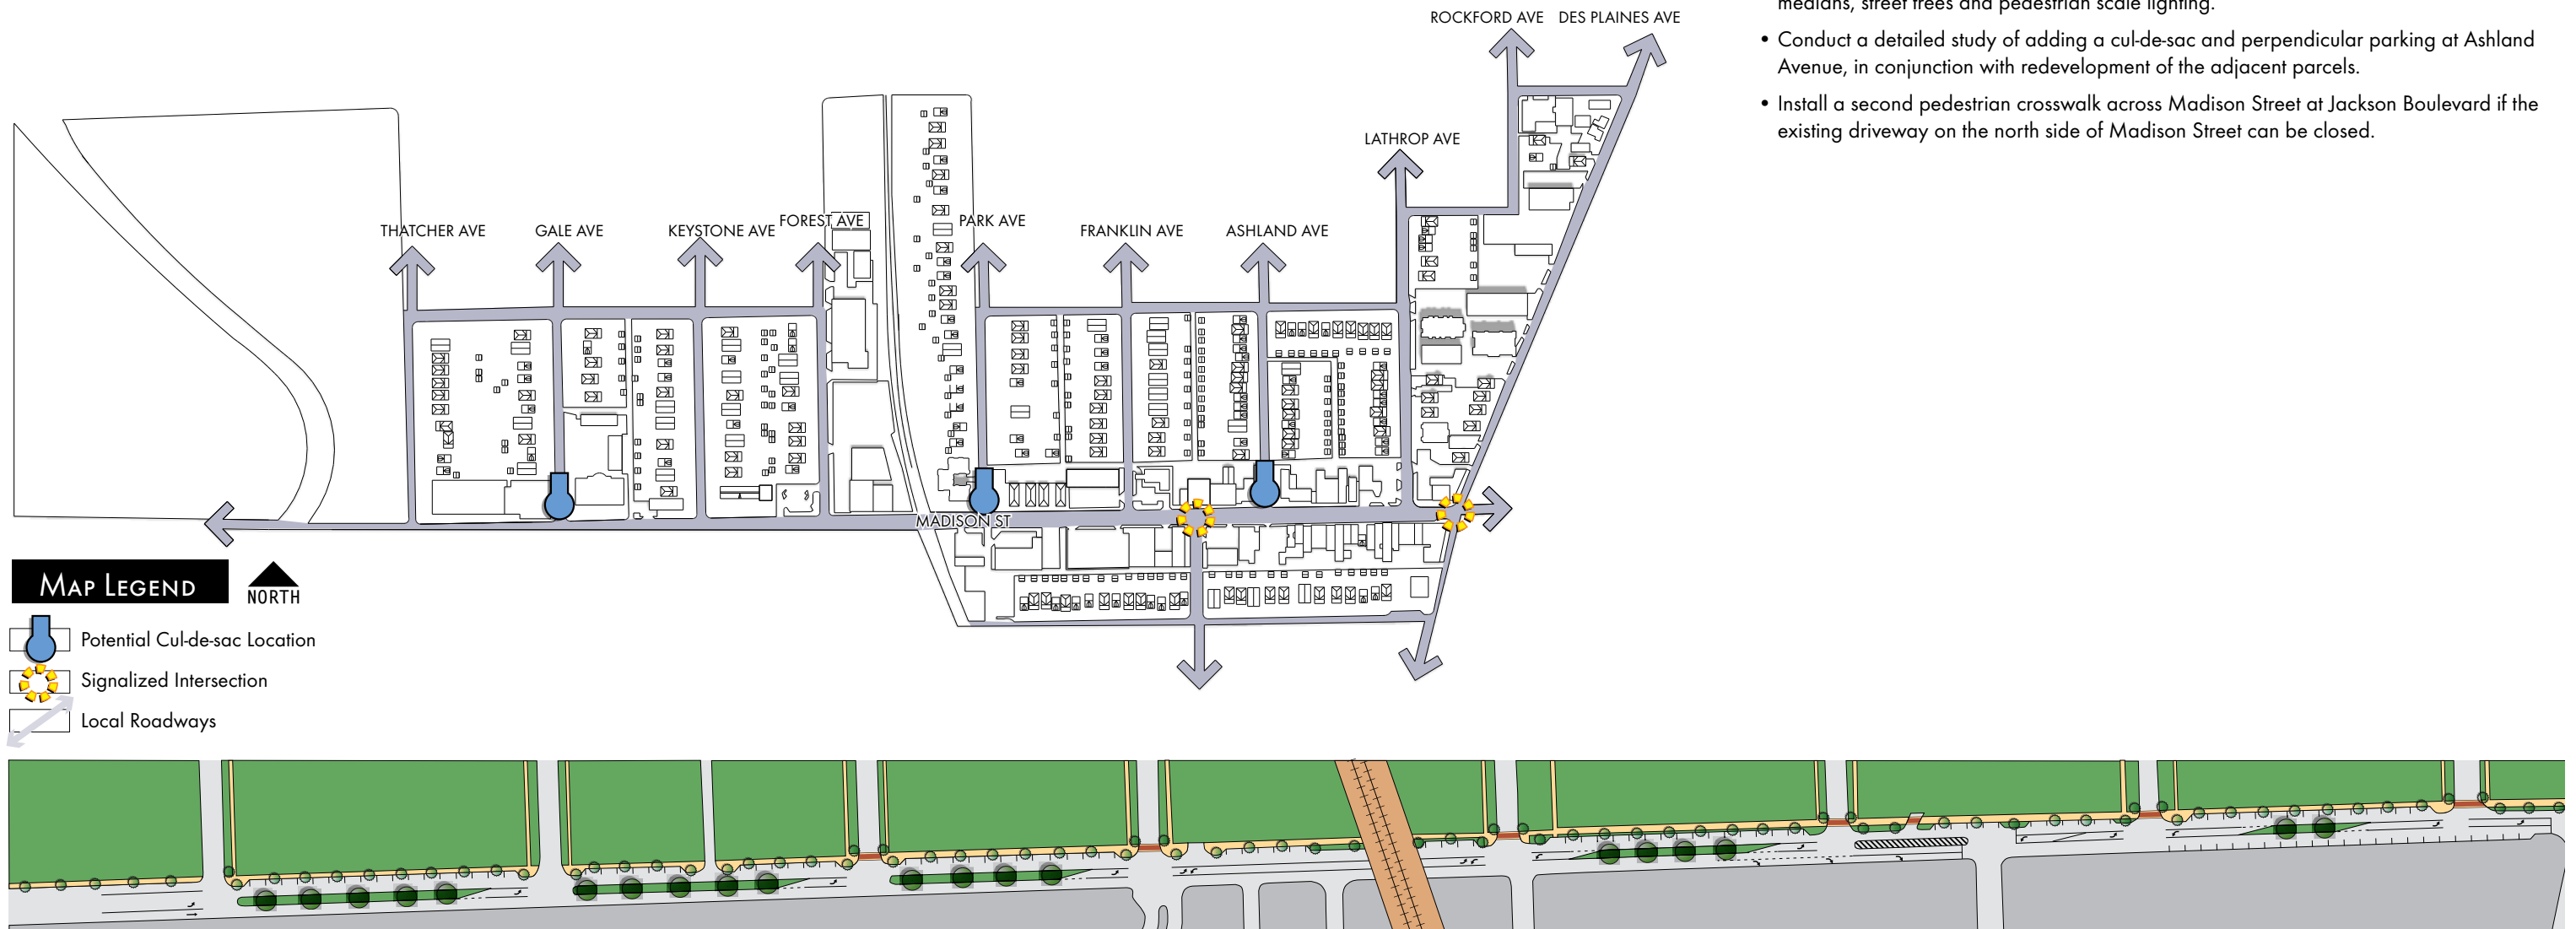 medians, street trees and pedestrian scale lighting.
• Conduct a detailed study of adding a cul-de-sac and perpendicular parking at Ashland
Avenue, in conjunction with redevelopment of the adjacent parcels.
• Install a second pedestrian crosswalk across Madison Street at Jackson Boulevard if the
existing driveway on the north side of Madison Street can be closed.
ROCKFORD AVE
DES PLAINES AVE
LATHROP AVE
THATCHER AVE
GALE AVE
KEYSTONE AVE
FOREST AVE
PARK AVE
FRANKLIN AVE
ASHLAND AVE
MADISON ST
MAP LEGEND
NORTH
Potential Cul-de-sac Location
Signalized Intersection
Local Roadways